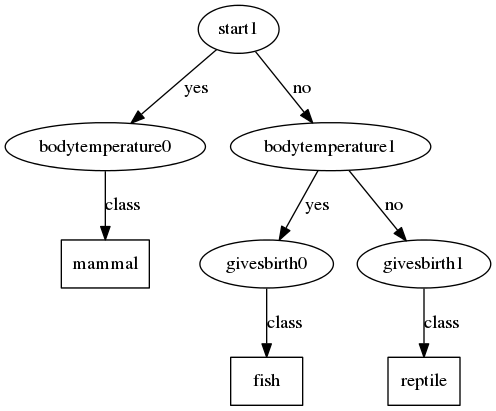 start1
yes
no
bodytemperature0
bodytemperature1
class
yes
no
mammal
givesbirth0
givesbirth1
class
class
fish
reptile